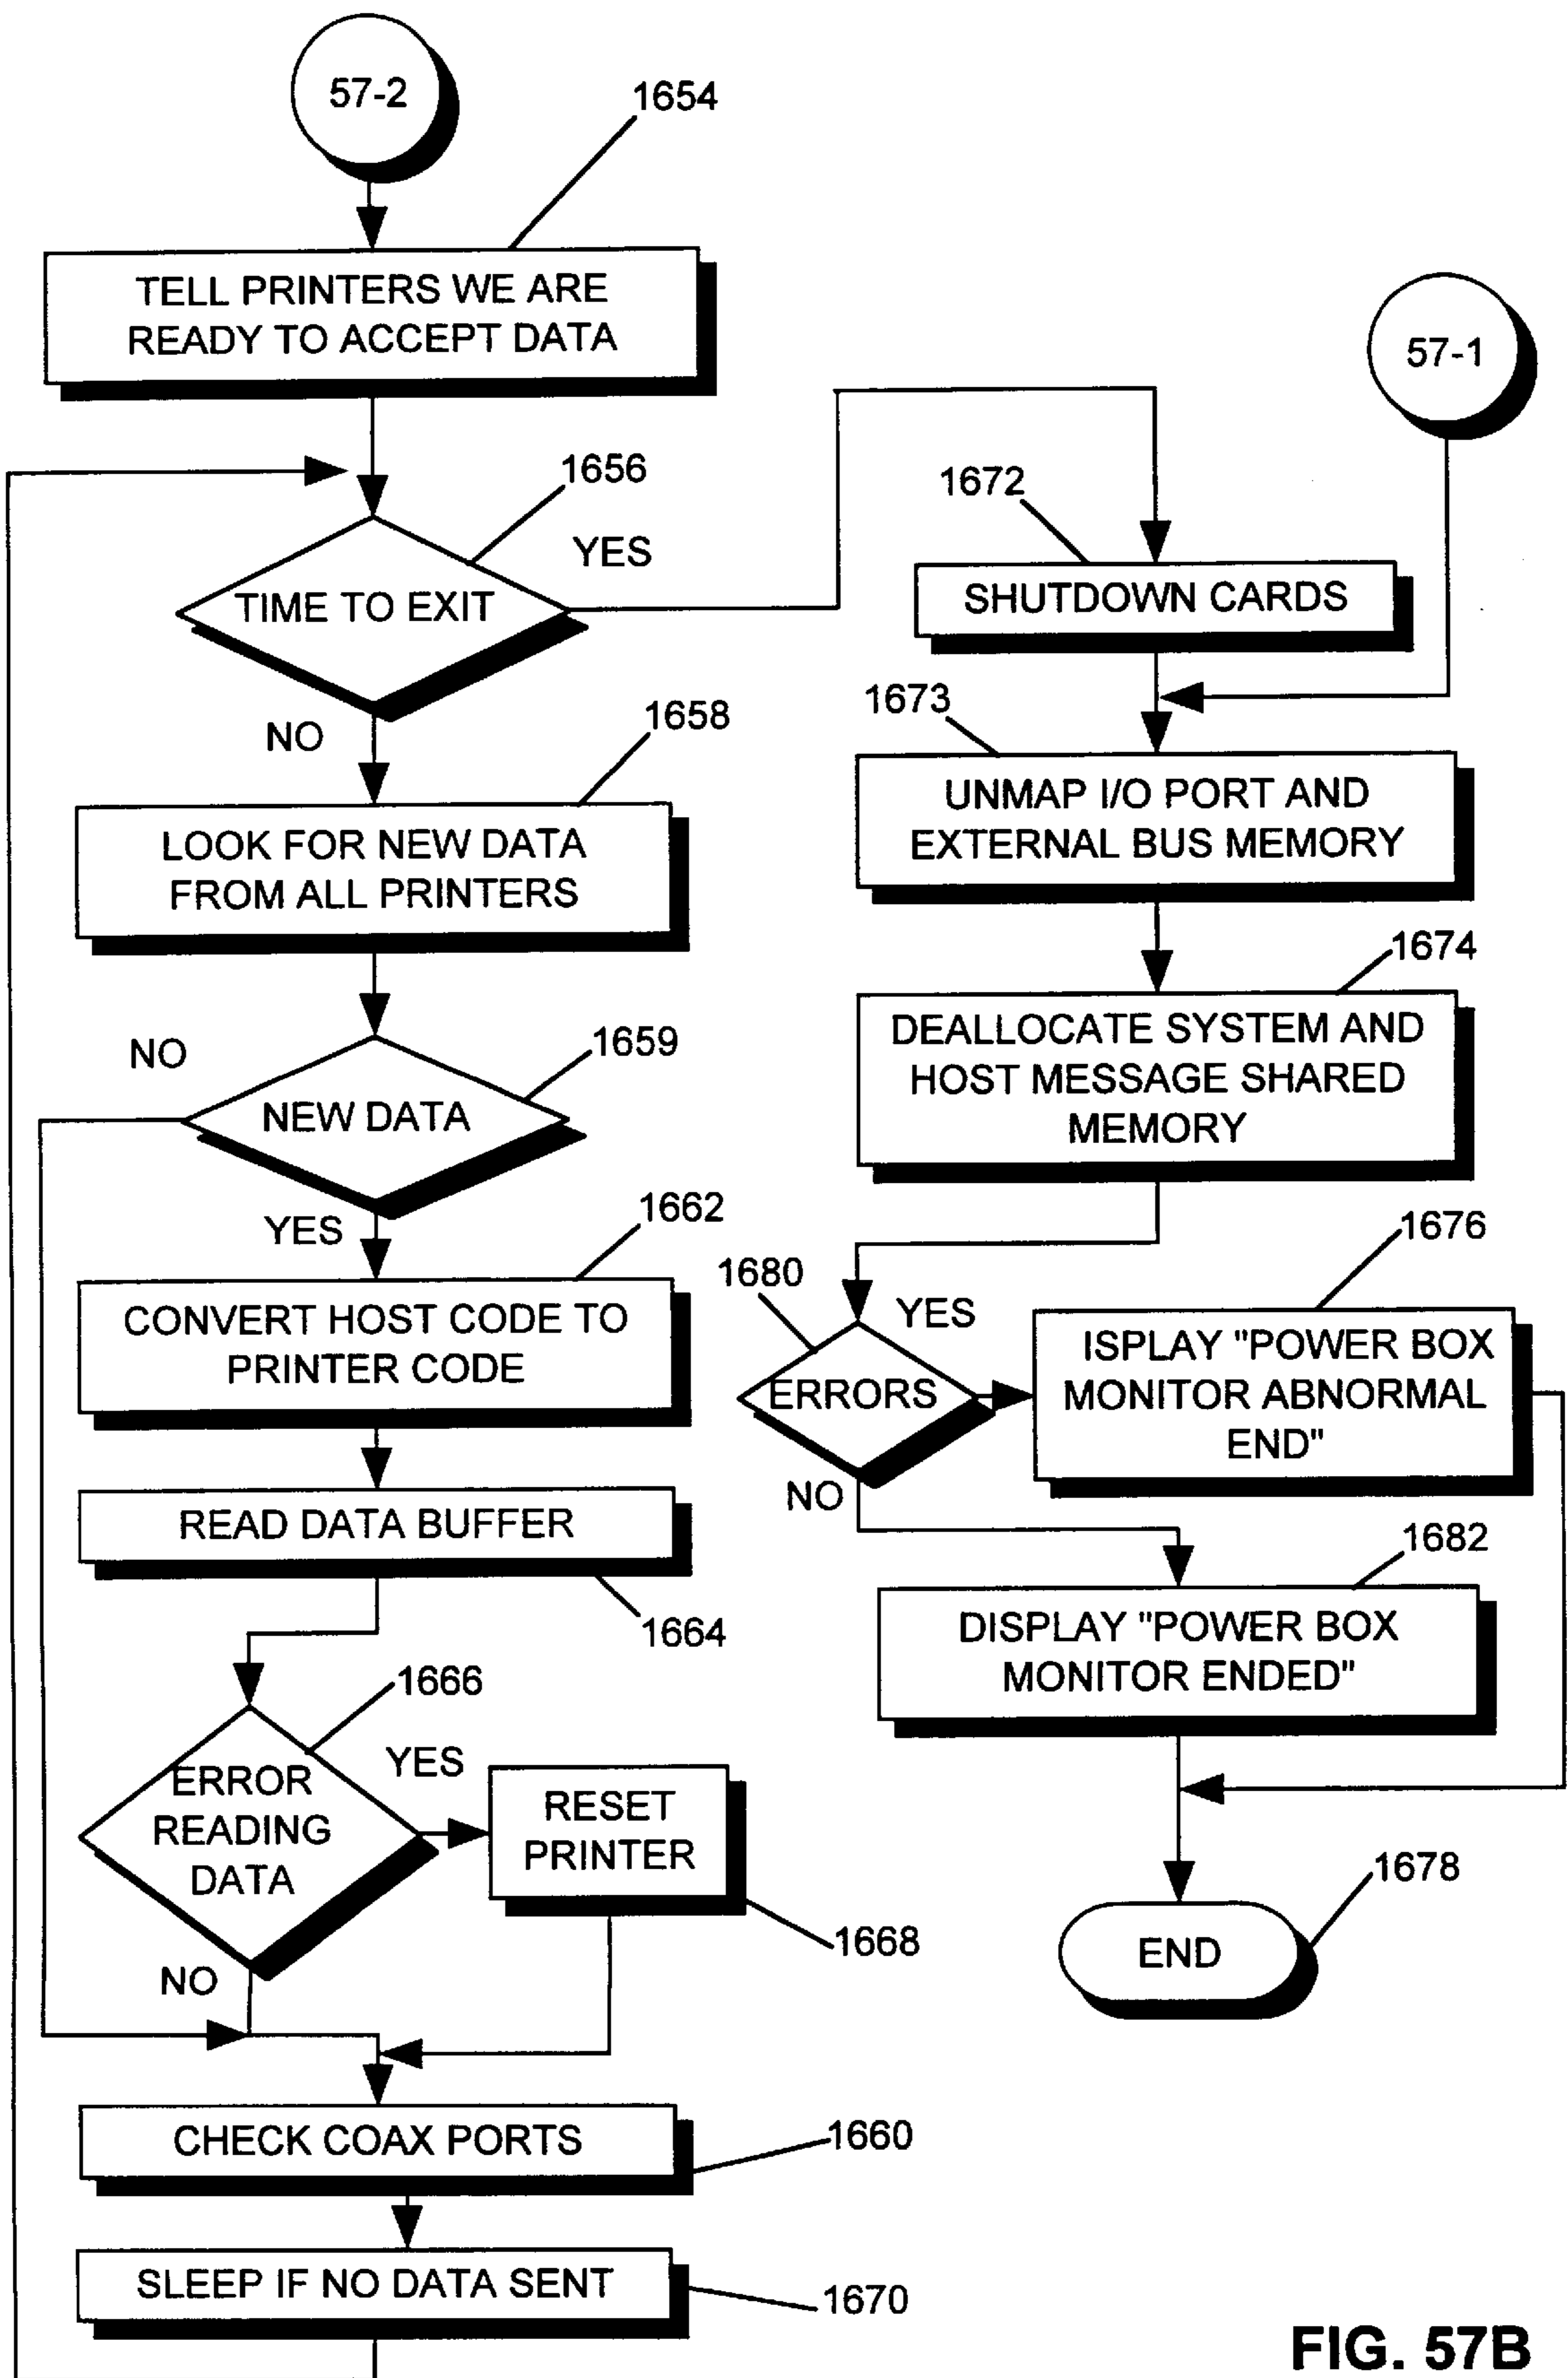 57-2
1654
TELL PRINTERS WE ARE
READY TO ACCEPT DATA
57-1
1656
TIME TO EXIT
YES
NO
1672
SHUTDOWN CARDS
1658
LOOK FOR NEW DATA
FROM ALL PRINTERS
1673
UNMAP I/O PORT AND
EXTERNAL BUS MEMORY
NO
1659
NEW DATA
YES
1674
DEALLOCATE SYSTEM AND
HOST MESSAGE SHARED
MEMORY
1662
CONVERT HOST CODE TO
PRINTER CODE
1680
ERRORS
YES
NO
1676
ISPLAY "POWER BOX
MONITOR ABNORMAL
END"
READ DATA BUFFER
1664
1682
DISPLAY "POWER BOX
MONITOR ENDED"
1666
ERROR
READING
DATA
YES
NO
RESET
PRINTER
1668
1678
END
CHECK COAX PORTS
1660
SLEEP IF NO DATA SENT
1670
FIG. 57B